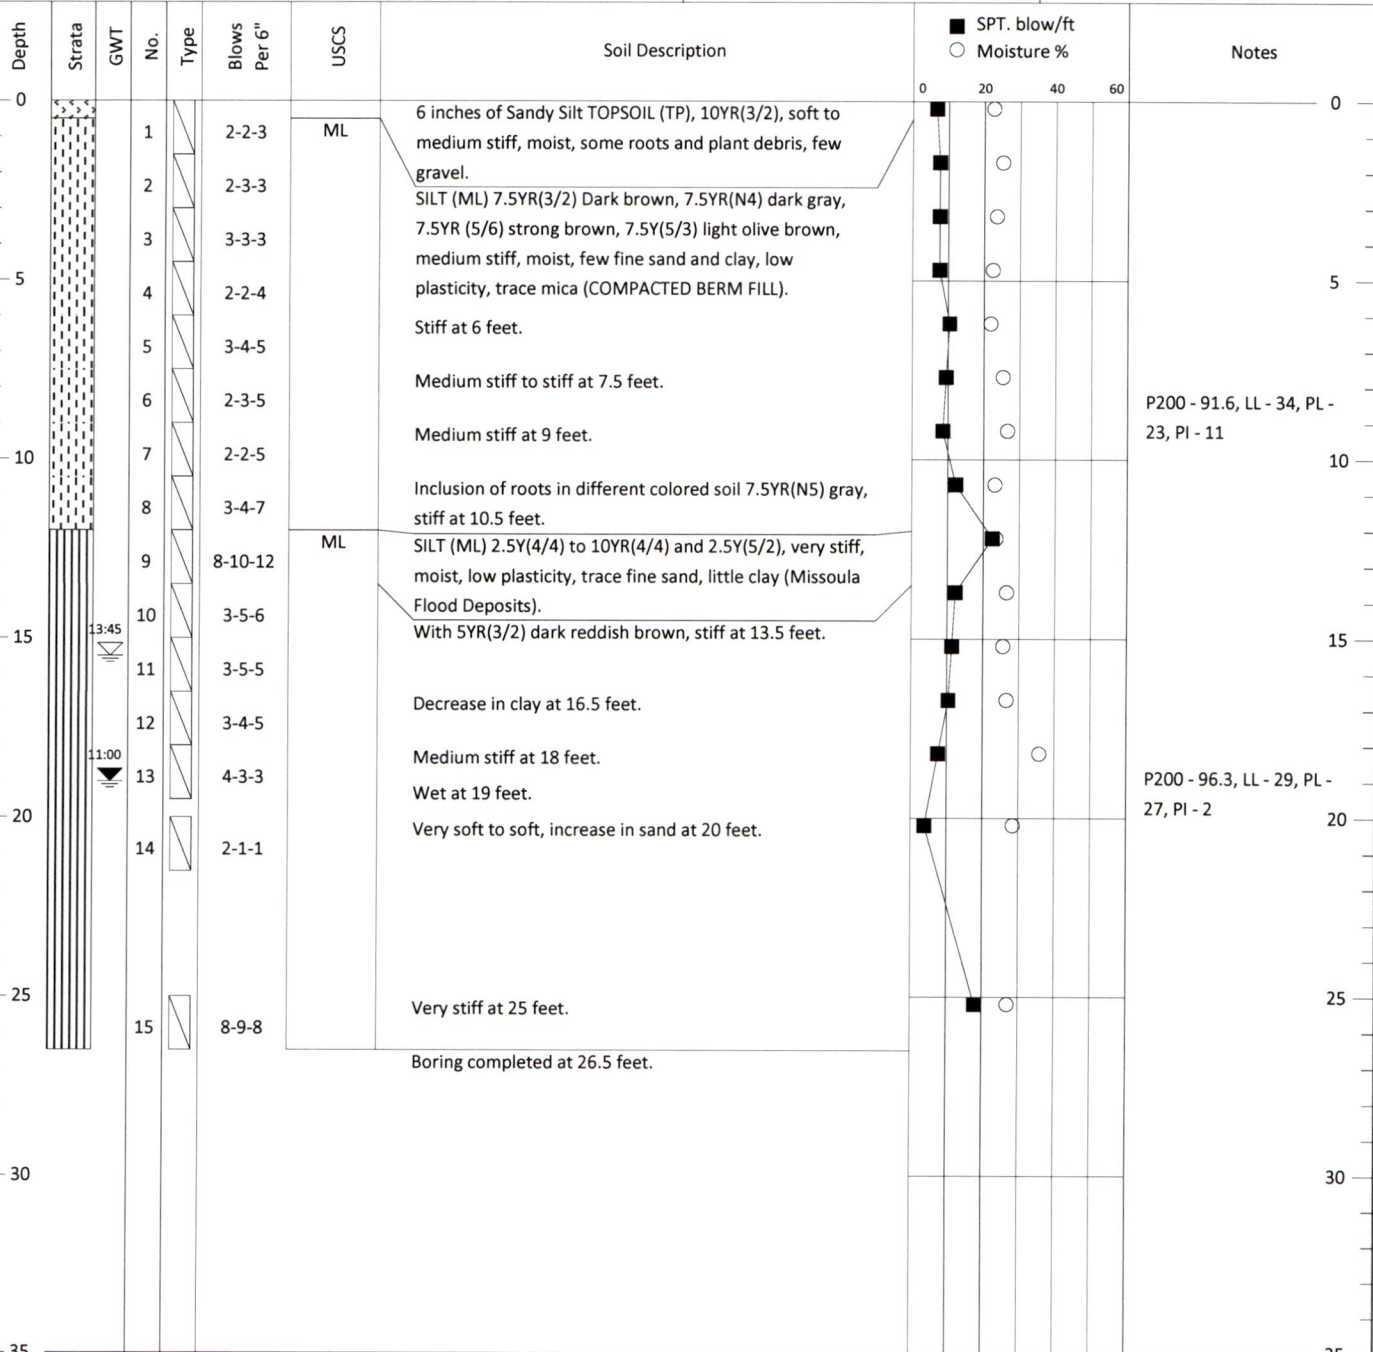 Depth
Strata
GWT
No.
Type
Blows
Per 6"
USCS
Soil Description
■ SPT. blow/ft
○ Moisture %
0 20 40 60
Notes
0
6 inches of Sandy Silt TOPSOIL (TP), 10YR(3/2), soft to
medium stiff, moist, some roots and plant debris, few
gravel.
0
1 2-2-3 ML
2 2-3-3
SILT (ML) 7.5YR(3/2) Dark brown, 7.5YR(N4) dark gray,
7.5YR (5/6) strong brown, 7.5Y(5/3) light olive brown,
medium stiff, moist, few fine sand and clay, low
plasticity, trace mica (COMPACTED BERM FILL).
3 3-3-3
5 5
4 2-2-4
Stiff at 6 feet.
5 3-4-5
Medium stiff to stiff at 7.5 feet.
6 2-3-5
P200 - 91.6, LL - 34, PL -
23, PI - 11
Medium stiff at 9 feet.
7 2-2-5
10 10
Inclusion of roots in different colored soil 7.5YR(N5) gray,
stiff at 10.5 feet.
8 3-4-7
ML
SILT (ML) 2.5Y(4/4) to 10YR(4/4) and 2.5Y(5/2), very stiff,
moist, low plasticity, trace fine sand, little clay (Missoula
Flood Deposits).
9 8-10-12
10 3-5-6
13:45
With 5YR(3/2) dark reddish brown, stiff at 13.5 feet.
15 15
11 3-5-5
Decrease in clay at 16.5 feet.
12 3-4-5
11:00
Medium stiff at 18 feet.
13 4-3-3
P200 - 96.3, LL - 29, PL -
27, PI - 2
Wet at 19 feet.
20 20
Very soft to soft, increase in sand at 20 feet.
14 2-1-1
25 25
Very stiff at 25 feet.
15 8-9-8
Boring completed at 26.5 feet.
30 30